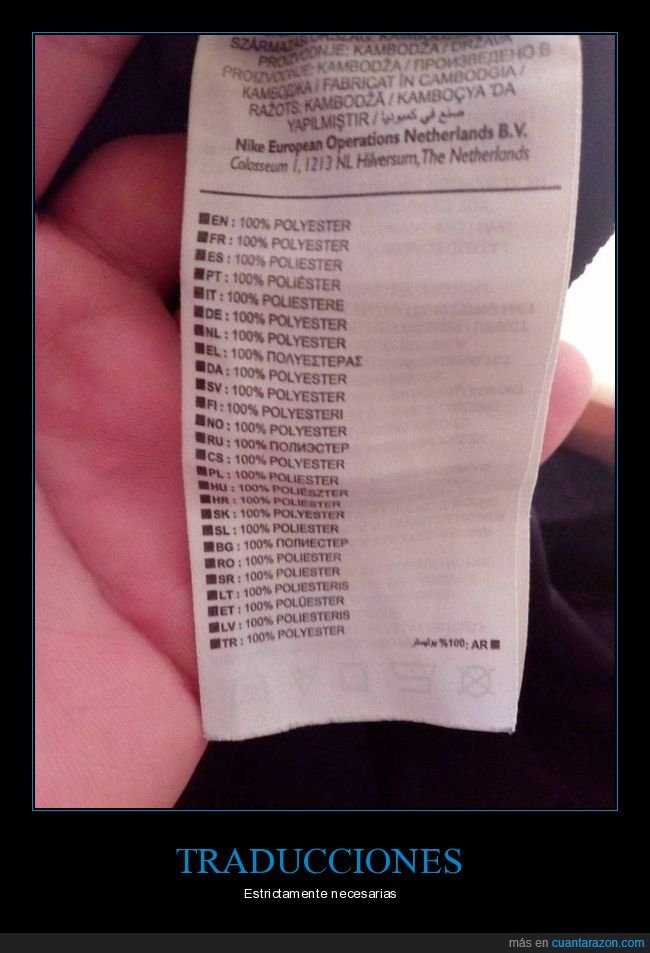 SZÁRMAZÁSI ORSZÁG: KAMBODZSA
PROIZVODNJE: KAMBODŽA / DRŽAVA
PROIZVODNJE: KAMBODŽA / ПРОИЗВЕДЕНО В
КАМБОДЖА / FABRICAT ÎN CAMBODGIA /
RAŽOTS: KAMBODŽĀ / KAMBOÇYA 'DA
YAPILMIŞTIR / صنع في كمبوديا
Nike European Operations Netherlands B.V.
Colosseum 1, 1213 NL Hilversum, The Netherlands
EN : 100% POLYESTER
FR : 100% POLYESTER
ES : 100% POLIESTER
PT : 100% POLIÉSTER
IT : 100% POLIESTERE
DE : 100% POLYESTER
NL : 100% POLYESTER
EL : 100% ΠΟΛΥΕΣΤΕΡΑΣ
DA : 100% POLYESTER
SV : 100% POLYESTER
FI : 100% POLYESTERI
NO : 100% POLYESTER
RU : 100% ПОЛИЭСТЕР
CS : 100% POLYESTER
PL : 100% POLIESTER
HU : 100% POLIÉSZTER
HR : 100% POLIESTER
SK : 100% POLYESTER
SL : 100% POLIESTER
BG : 100% ПОЛИЕСТЕР
RO : 100% POLIESTER
SR : 100% POLIESTER
LT : 100% POLIESTERIS
ET : 100% POLÜESTER
LV : 100% POLIESTERIS
TR : 100% POLYESTER
AR :100% بوليستر
TRADUCCIONES
Estrictamente necesarias
más en cuantarazon.com